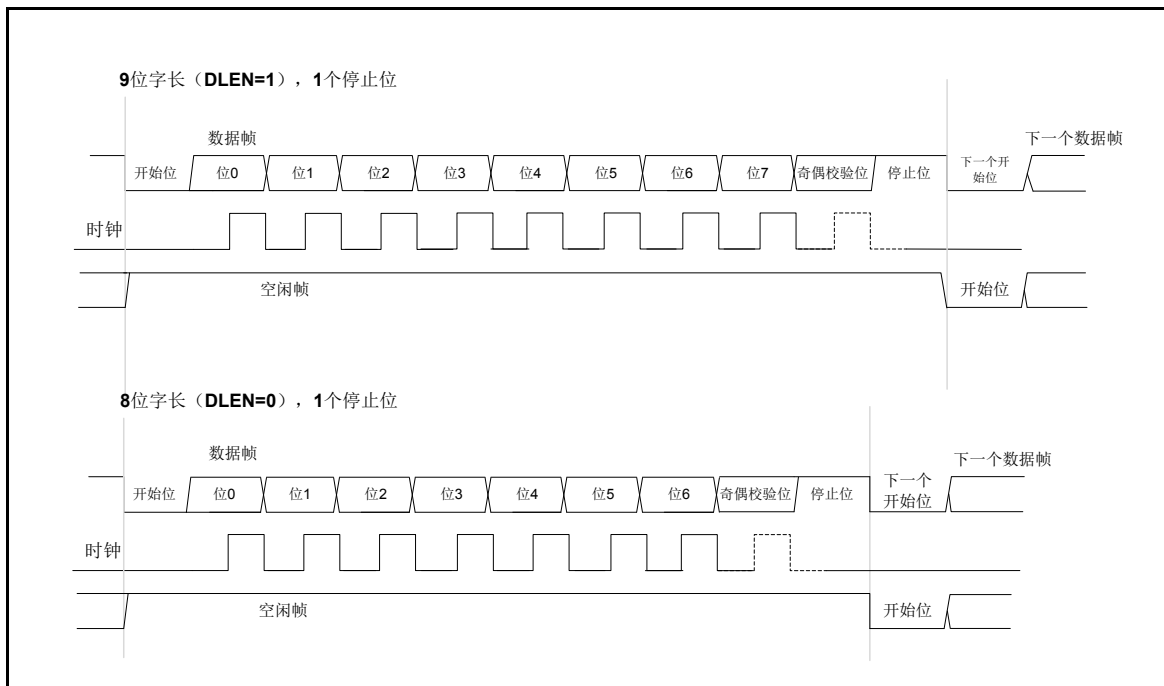 9位字长（DLEN=1），1个停止位
数据帧
下一个数据帧
开始位 位0 位1 位2 位3 位4 位5 位6 位7 奇偶校验位 停止位 下一个开
始位
时钟
空闲帧 开始位
8位字长（DLEN=0），1个停止位
数据帧
下一个数据帧
开始位 位0 位1 位2 位3 位4 位5 位6 奇偶校验位 停止位 下一个
开始位
时钟
空闲帧 开始位